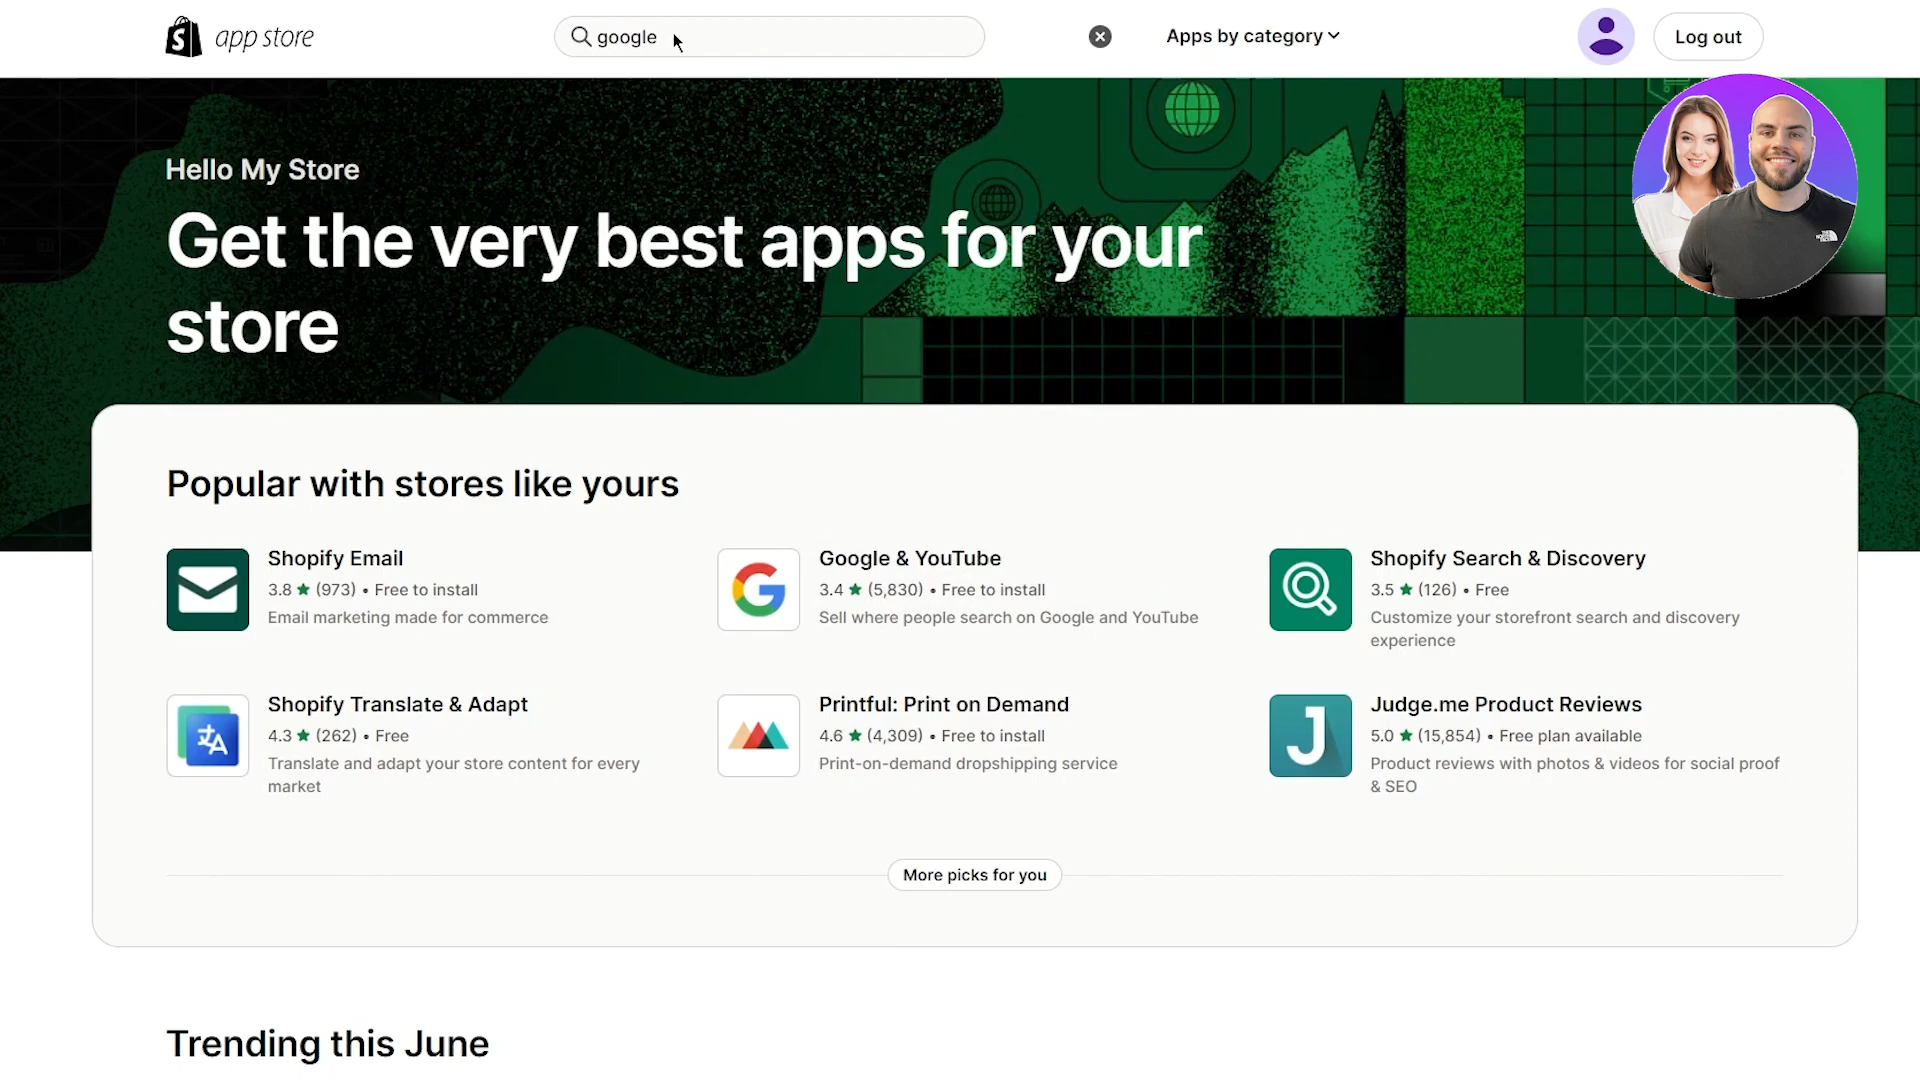 app store
google
Apps by category
Log out
Hello My Store
Get the very best apps for your
store
Popular with stores like yours
Shopify Email
3.8 ★ (973) • Free to install
Email marketing made for commerce
Google & YouTube
3.4 ★ (5,830) • Free to install
Sell where people search on Google and YouTube
Shopify Search & Discovery
3.5 ★ (126) • Free
Customize your storefront search and discovery
experience
Shopify Translate & Adapt
4.3 ★ (262) • Free
Translate and adapt your store content for every
market
Printful: Print on Demand
4.6 ★ (4,309) • Free to install
Print-on-demand dropshipping service
Judge.me Product Reviews
5.0 ★ (15,854) • Free plan available
Product reviews with photos & videos for social proof
& SEO
More picks for you
Trending this June